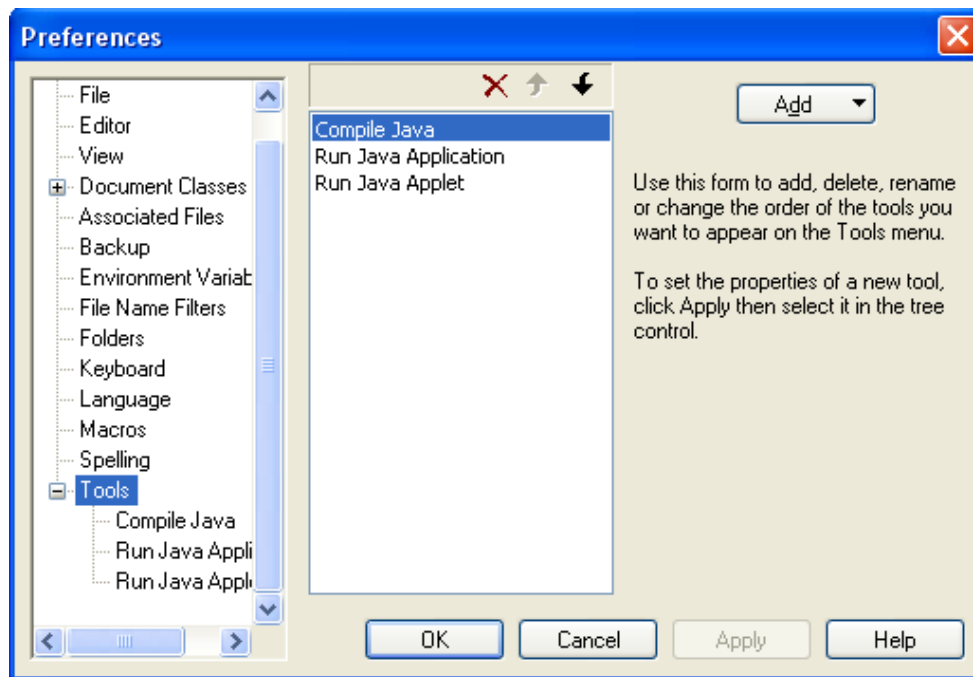 Preferences
File
Editor
View
Document Classes
Associated Files
Backup
Environment Variab
File Name Filters
Folders
Keyboard
Language
Macros
Spelling
Tools
Compile Java
Run Java Appli
Run Java Apple
Compile Java
Run Java Application
Run Java Applet
Add
Use this form to add, delete, rename
or change the order of the tools you
want to appear on the Tools menu.
To set the properties of a new tool,
click Apply then select it in the tree
control.
OK
Cancel
Apply
Help